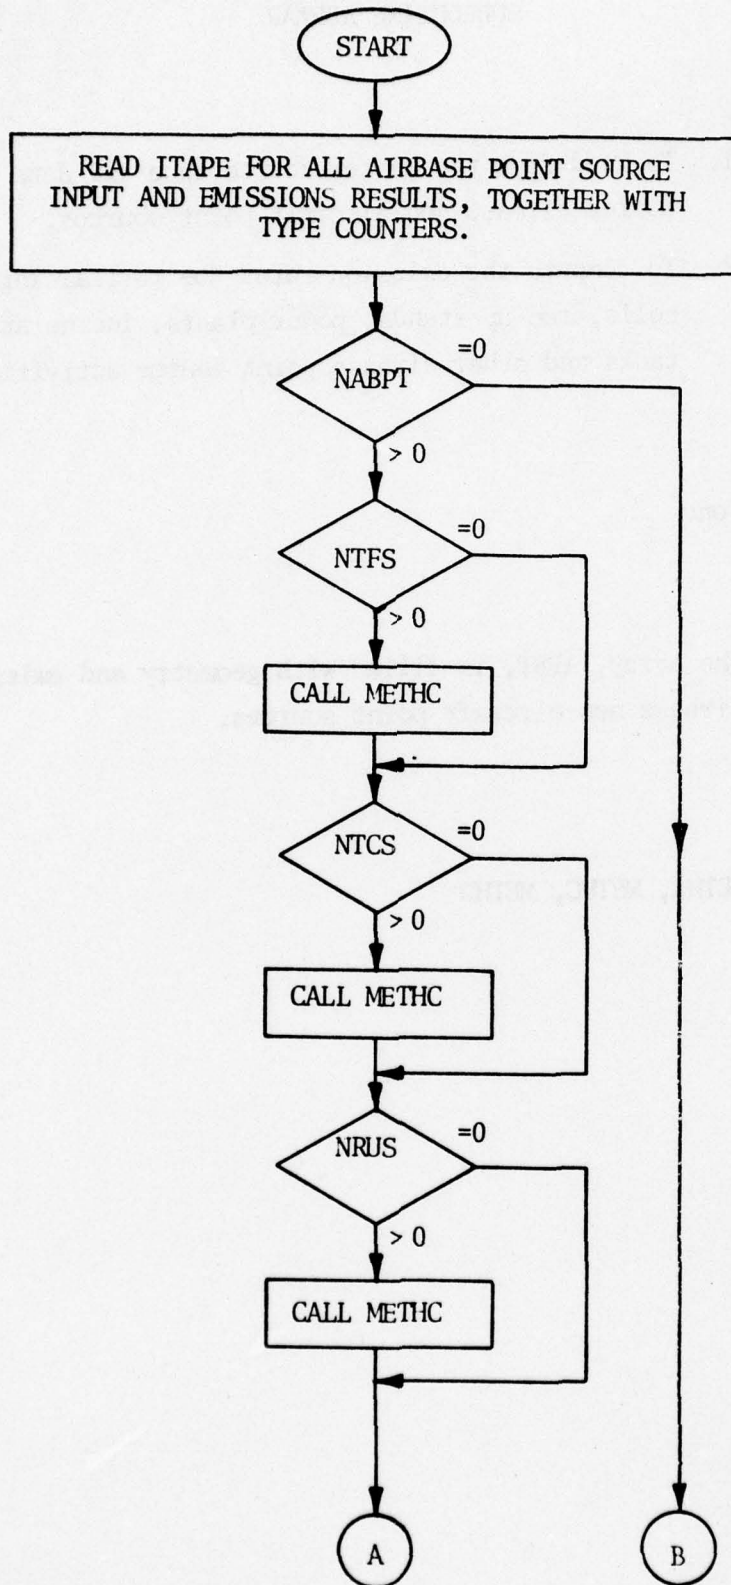 START
READ ITAPE FOR ALL AIRBASE POINT SOURCE
INPUT AND EMISSIONS RESULTS, TOGETHER WITH
TYPE COUNTERS.
NABPT
=0
> 0
NTFS
=0
> 0
CALL METHC
NTCS
=0
> 0
CALL METHC
NRUS
=0
> 0
CALL METHC
A
B